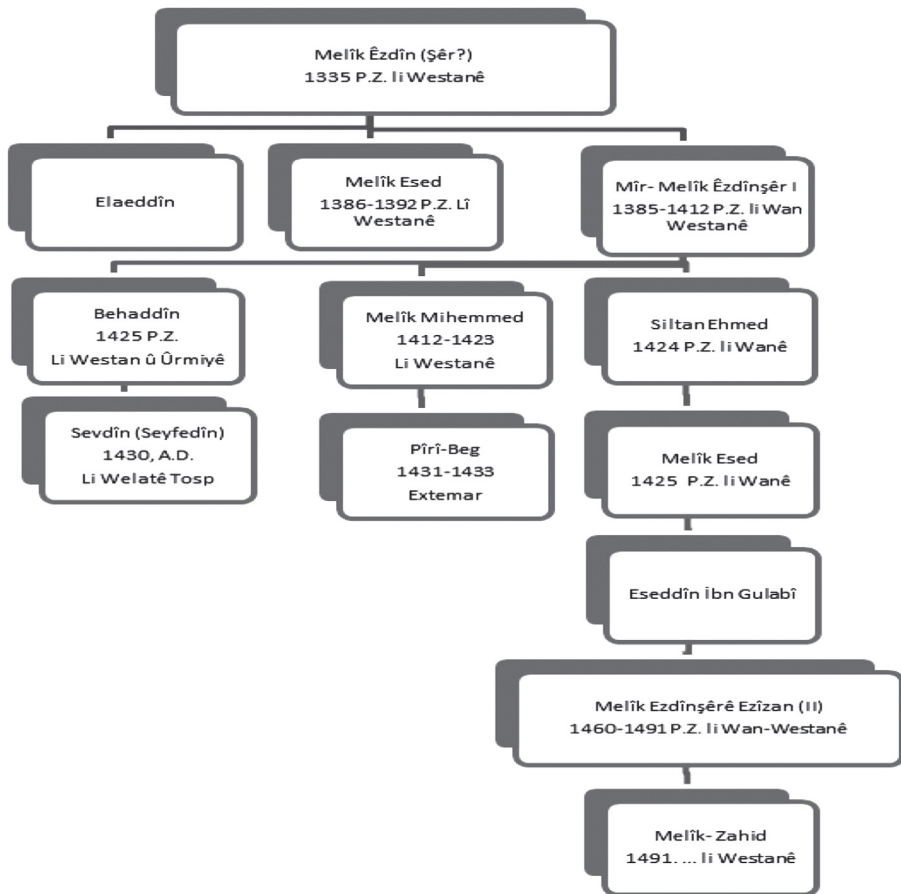 Melîk Êzdîn (Şêr?)
1335 P.Z. li Westanê
Elaeddîn
Melîk Esed
1386-1392 P.Z. Lî
Westanê
Mîr- Melîk Êzdînşêr I
1385-1412 P.Z. li Wan
Westanê
Behaddîn
1425 P.Z.
Li Westan û Ûrmiyê
Melîk Mihemmed
1412-1423
Li Westanê
Siltan Ehmed
1424 P.Z. li Wanê
Sevdîn (Seyfedîn)
1430, A.D.
Li Welatê Tosp
Pîrî-Beg
1431-1433
Extemar
Melîk Esed
1425 P.Z. li Wanê
Eseddîn İbn Gulabî
Melîk Ezdînşêrê Ezîzan (II)
1460-1491 P.Z. li Wan-Westanê
Melîk- Zahid
1491. ... li Westanê